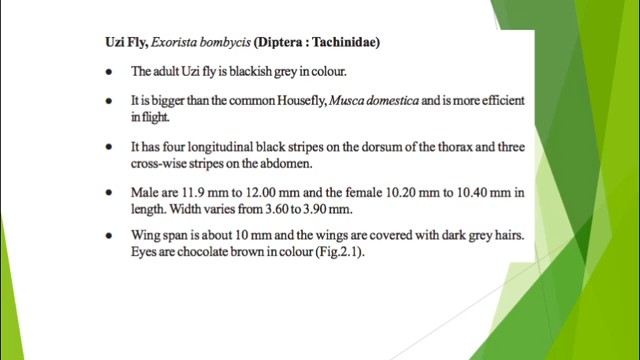 Uzi Fly, Exorista bombycis (Diptera : Tachinidae)
● The adult Uzi fly is blackish grey in colour.
● It is bigger than the common Housefly, Musca domestica and is more efficient
in flight.
● It has four longitudinal black stripes on the dorsum of the thorax and three
cross-wise stripes on the abdomen.
● Male are 11.9 mm to 12.00 mm and the female 10.20 mm to 10.40 mm in
length. Width varies from 3.60 to 3.90 mm.
● Wing span is about 10 mm and the wings are covered with dark grey hairs.
Eyes are chocolate brown in colour (Fig.2.1).